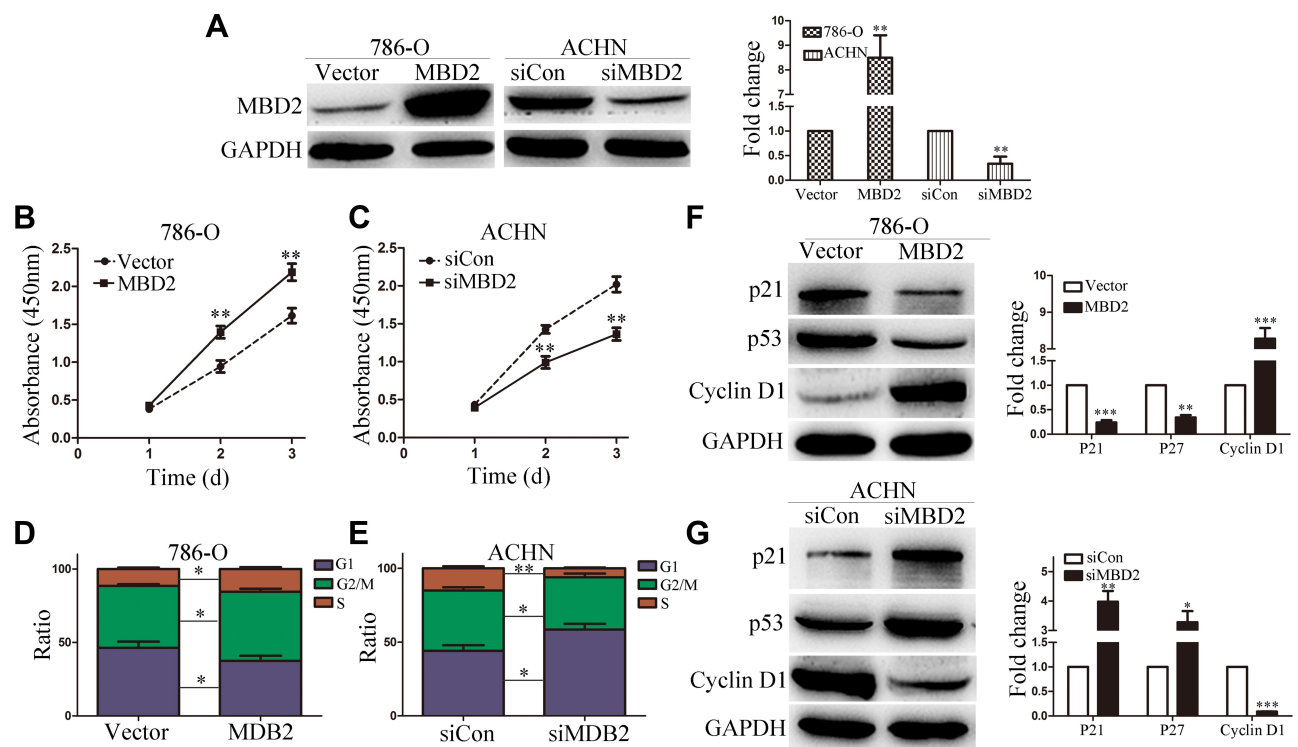 A
786-O
ACHN
Vector MBD2 siCon siMBD2
MBD2
GAPDH
Fold change
10
9
8
7
6
1.0
0.5
0.0
786-O
ACHN
**
**
Vector MBD2 siCon siMBD2
B
786-O
Absorbance (450nm)
2.5
2.0
1.5
1.0
0.5
0.0
Vector
MBD2
**
**
0 1 2 3
Time (d)
C
ACHN
Absorbance (450nm)
2.5
2.0
1.5
1.0
0.5
0.0
siCon
siMBD2
**
**
0 1 2 3
Time (d)
D
786-O
Ratio
100
50
0
*
*
*
G1
G2/M
S
Vector MDB2
E
ACHN
Ratio
100
50
0
**
*
*
G1
G2/M
S
siCon siMDB2
F
786-O
Vector MBD2
p21
p53
Cyclin D1
GAPDH
Fold change
10
8
1.0
0.5
0.0
Vector
MBD2
***
**
***
P21 P27 Cyclin D1
G
ACHN
siCon siMBD2
p21
p53
Cyclin D1
GAPDH
Fold change
5
4
3
1.0
0.5
0.0
siCon
siMBD2
**
*
***
P21 P27 Cyclin D1